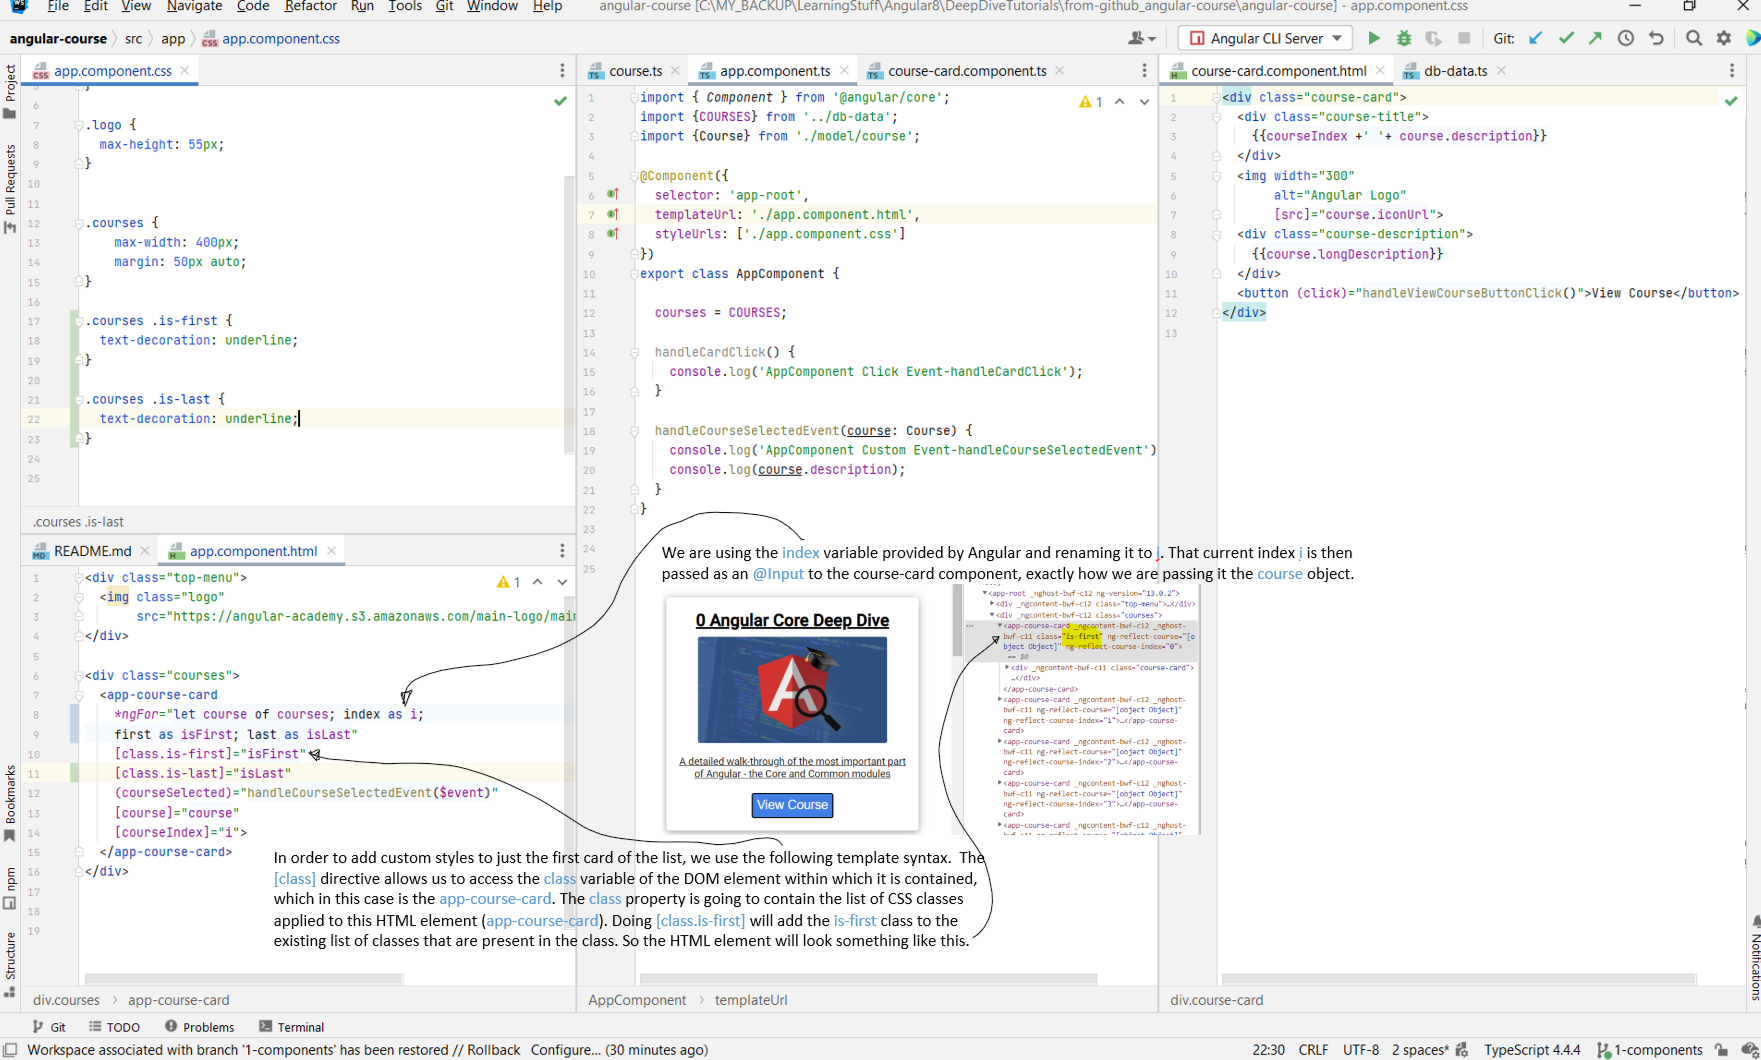 File Edit View Navigate Code Refactor Run Tools Git Window Help angular-course [C:\MY_BACKUP\LearningStuff\Angular8\DeepDiveTutorials\from-github_angular-course\angular-course] - app.component.css
angular-course src app app.component.css Angular CLI Server Git:
Project
Pull Requests
Bookmarks
npm
Structure
Notifications
app.component.css
6
7 .logo {
8 max-height: 55px;
9 }
10
11
12 .courses {
13 max-width: 400px;
14 margin: 50px auto;
15 }
16
17 .courses .is-first {
18 text-decoration: underline;
19 }
20
21 .courses .is-last {
22 text-decoration: underline;
23 }
24
25
.courses .is-last
README.md app.component.html
1 <div class="top-menu">
1
2 <img class="logo"
3 src="https://angular-academy.s3.amazonaws.com/main-logo/mai
4 </div>
5
6 <div class="courses">
7 <app-course-card
8 *ngFor="let course of courses; index as i;
9 first as isFirst; last as isLast"
10 [class.is-first]="isFirst"
11 [class.is-last]="isLast"
12 (courseSelected)="handleCourseSelectedEvent($event)"
13 [course]="course"
14 [courseIndex]="i">
15 </app-course-card>
16 </div>
17
18
19
div.courses app-course-card
course.ts app.component.ts course-card.component.ts
1 import { Component } from '@angular/core';
1
2 import {COURSES} from '../db-data';
3 import {Course} from './model/course';
4
5 @Component({
6 selector: 'app-root',
7 templateUrl: './app.component.html',
8 styleUrls: ['./app.component.css']
9 })
10 export class AppComponent {
11
12 courses = COURSES;
13
14 handleCardClick() {
15 console.log('AppComponent Click Event-handleCardClick');
16 }
17
18 handleCourseSelectedEvent(course: Course) {
19 console.log('AppComponent Custom Event-handleCourseSelectedEvent')
20 console.log(course.description);
21 }
22 }
23
24
25
AppComponent templateUrl
course-card.component.html db-data.ts
1 <div class="course-card">
2 <div class="course-title">
3 {{courseIndex +' '+ course.description}}
4 </div>
5 <img width="300"
6 alt="Angular Logo"
7 [src]="course.iconUrl">
8 <div class="course-description">
9 {{course.longDescription}}
10 </div>
11 <button (click)="handleViewCourseButtonClick()">View Course</button>
12 </div>
13
div.course-card
We are using the index variable provided by Angular and renaming it to i. That current index i is then
passed as an @Input to the course-card component, exactly how we are passing it the course object.
0 Angular Core Deep Dive
A detailed walk-through of the most important part
of Angular - the Core and Common modules
View Course
<app-root _nghost-bwf-c12 ng-version="13.0.2">
<div _ngcontent-bwf-c12 class="top-menu">…</div>
<div _ngcontent-bwf-c12 class="courses">
<app-course-card _ngcontent-bwf-c12 _nghost-
bwf-c11 class="is-first" ng-reflect-course="[o
bject Object]" ng-reflect-course-index="0">
== $0
<div _ngcontent-bwf-c11 class="course-card">
…</div>
</app-course-card>
<app-course-card _ngcontent-bwf-c12 _nghost-
bwf-c11 ng-reflect-course="[object Object]"
ng-reflect-course-index="1">…</app-course-
card>
<app-course-card _ngcontent-bwf-c12 _nghost-
bwf-c11 ng-reflect-course="[object Object]"
ng-reflect-course-index="2">…</app-course-
card>
<app-course-card _ngcontent-bwf-c12 _nghost-
bwf-c11 ng-reflect-course="[object Object]"
ng-reflect-course-index="3">…</app-course-
card>
<app-course-card _ngcontent-bwf-c12 _nghost-
In order to add custom styles to just the first card of the list, we use the following template syntax. The
[class] directive allows us to access the class variable of the DOM element within which it is contained,
which in this case is the app-course-card. The class property is going to contain the list of CSS classes
applied to this HTML element (app-course-card). Doing [class.is-first] will add the is-first class to the
existing list of classes that are present in the class. So the HTML element will look something like this.
Git TODO Problems Terminal
Workspace associated with branch '1-components' has been restored // Rollback Configure... (30 minutes ago) 22:30 CRLF UTF-8 2 spaces* TypeScript 4.4.4 1-components